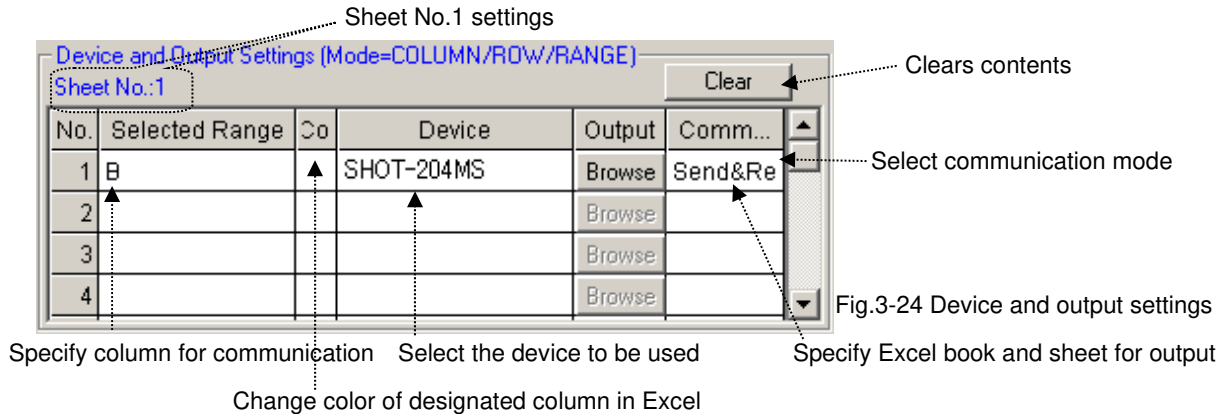 Sheet No.1 settings
Device and Output Settings (Mode=COLUMN/ROW/RANGE)
Sheet No.:1
Clear
Clears contents
No. Selected Range Co Device Output Comm...
1 B SHOT-204MS Browse Send&Re
Select communication mode
2 Browse
3 Browse
4 Browse
Fig.3-24 Device and output settings
Specify column for communication Select the device to be used Specify Excel book and sheet for output
Change color of designated column in Excel